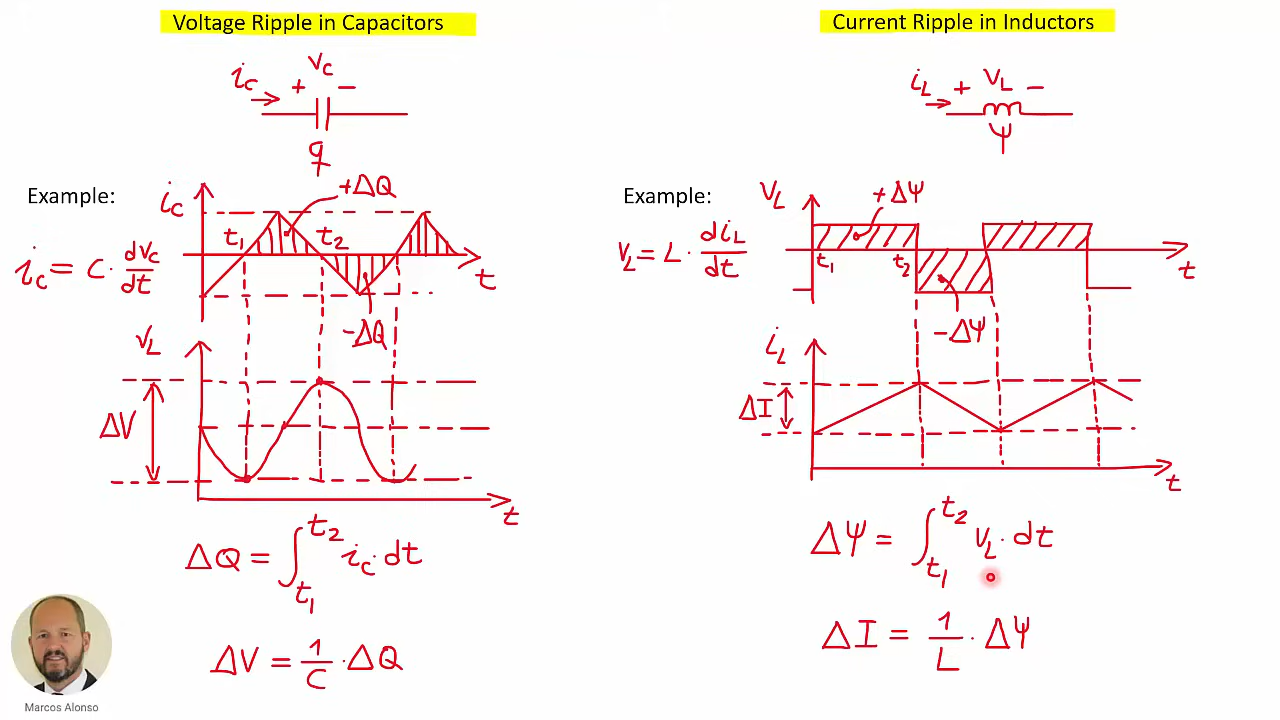 Voltage Ripple in Capacitors
i_C + v_C −
q
Example:
i_C
+ΔQ
t_1 t_2
t
i_C = C · dv_C/dt
−ΔQ
v_L
ΔV
t
ΔQ = ∫_{t_1}^{t_2} i_C · dt
ΔV = 1/C · ΔQ
Marcos Alonso
Current Ripple in Inductors
i_L + v_L −
Ψ
Example:
v_L
+ΔΨ
v_L = L · di_L/dt
t_1 t_2
t
−ΔΨ
i_L
ΔI
t
ΔΨ = ∫_{t_1}^{t_2} v_L · dt
ΔI = 1/L · ΔΨ